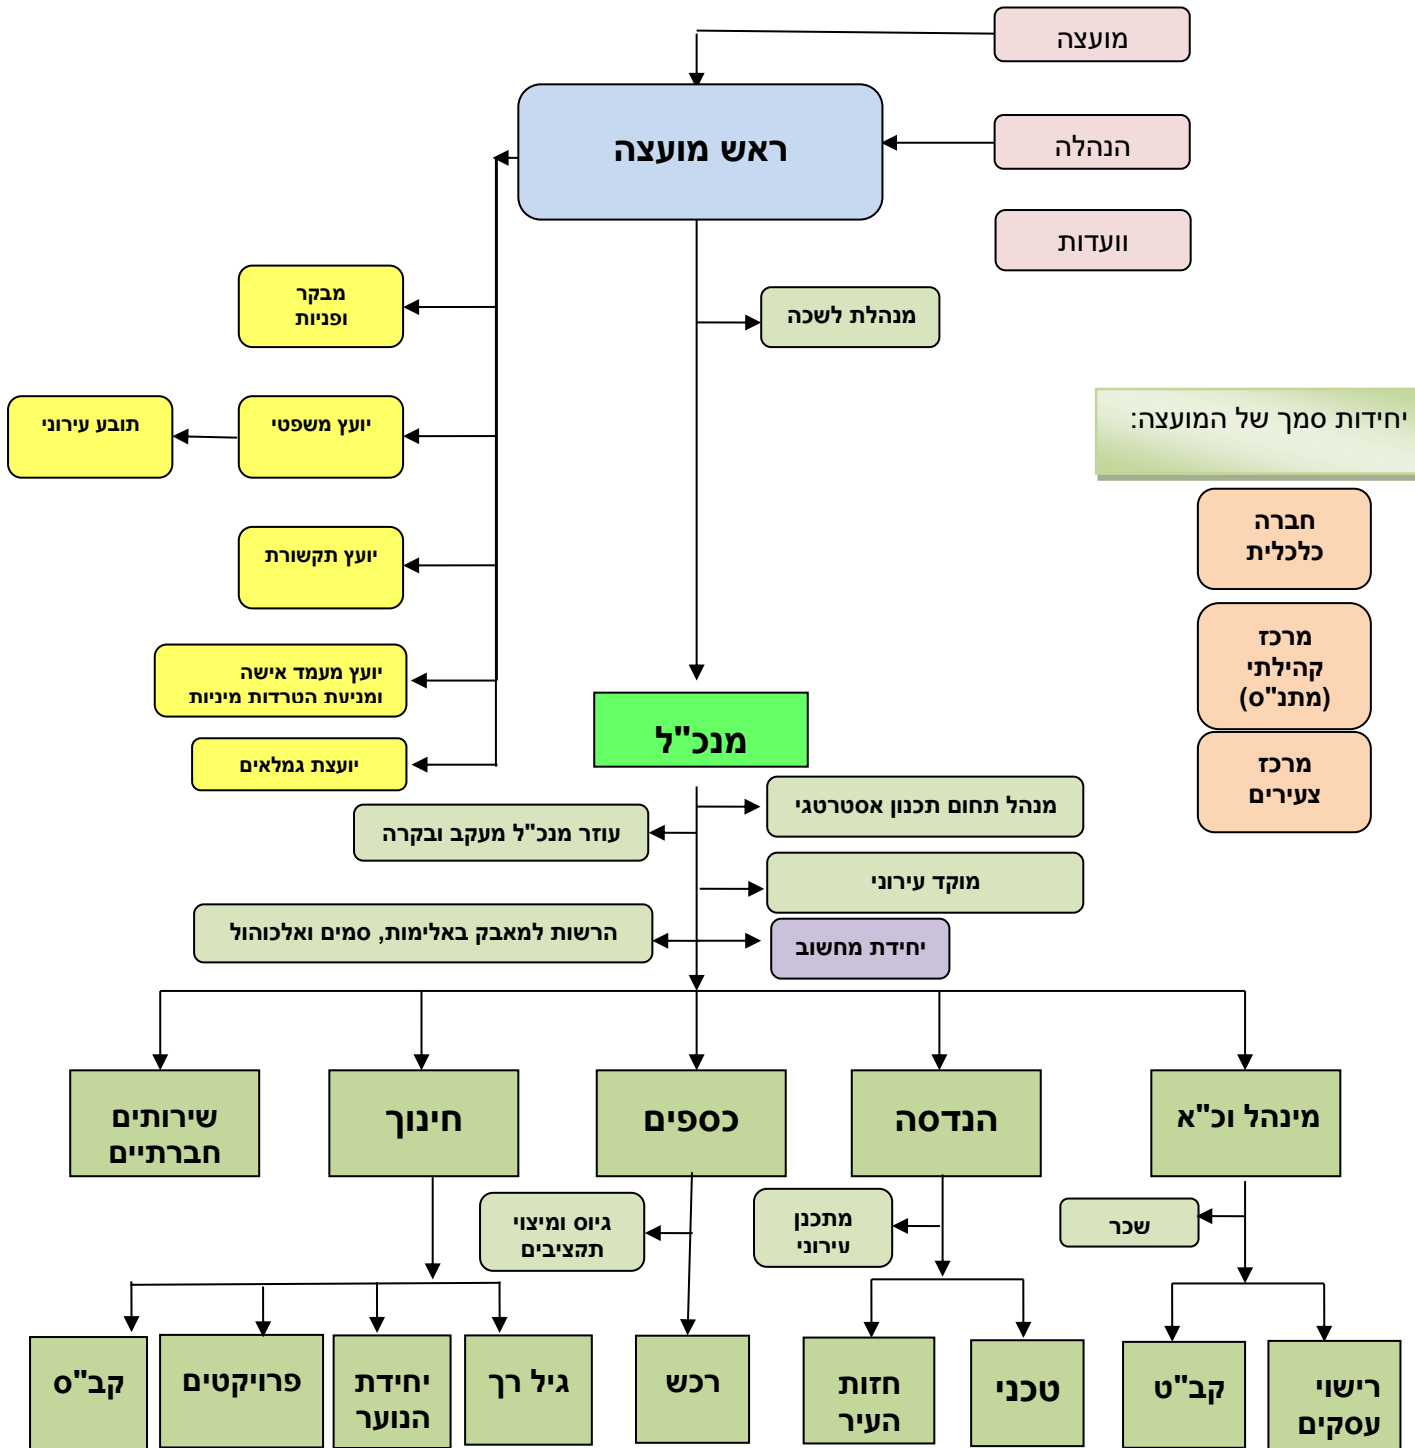 מועצה
ראש מועצה
הנהלה
וועדות
מבקר
ופניות
מנהלת לשכה
יחידות סמך של המועצה:
יועץ משפטי
תובע עירוני
חברה
כלכלית
יועץ תקשורת
מרכז
קהילתי
(מתנ"ס)
יועץ מעמד אישה
ומניעת הטרדות מיניות
מנכ"ל
יועצת גמלאים
מרכז
צעירים
מנהל תחום תכנון אסטרטגי
עוזר מנכ"ל מעקב ובקרה
מוקד עירוני
הרשות למאבק באלימות, סמים ואלכוהול
יחידת מחשוב
מינהל וכ"א
הנדסה
כספים
חינוך
שירותים
חברתיים
שכר
מתכנן
עירוני
גיוס ומיצוי
תקציבים
רישוי
עסקים
קב"ט
טכני
חזות
העיר
רכש
גיל רך
יחידת
הנוער
פרויקטים
קב"ס